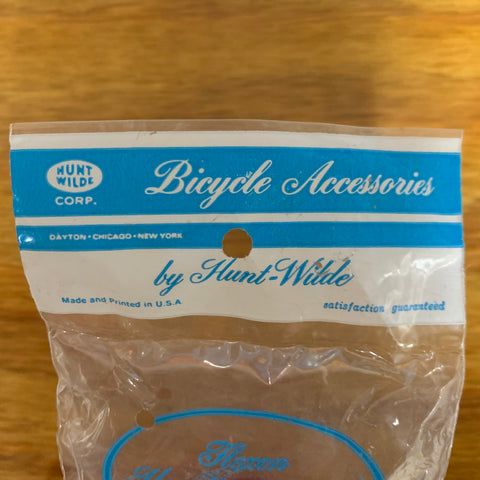 HUNT
WILDE
CORP.
Bicycle Accessories
DAYTON • CHICAGO • NEW YORK
by Hunt-Wilde
Made and Printed in U.S.A
satisfaction guaranteed